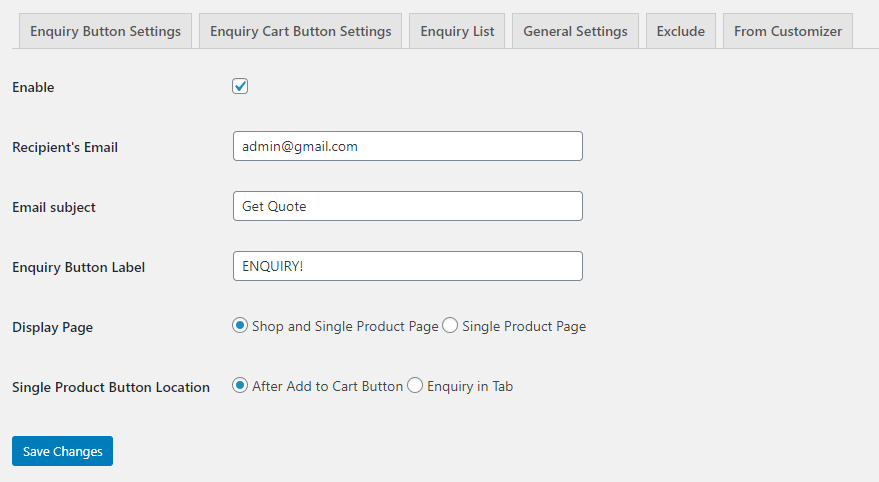 Enquiry Button Settings Enquiry Cart Button Settings Enquiry List General Settings Exclude From Customizer
Enable
Recipient's Email admin@gmail.com
Email subject Get Quote
Enquiry Button Label ENQUIRY!
Display Page Shop and Single Product Page Single Product Page
Single Product Button Location After Add to Cart Button Enquiry in Tab
Save Changes